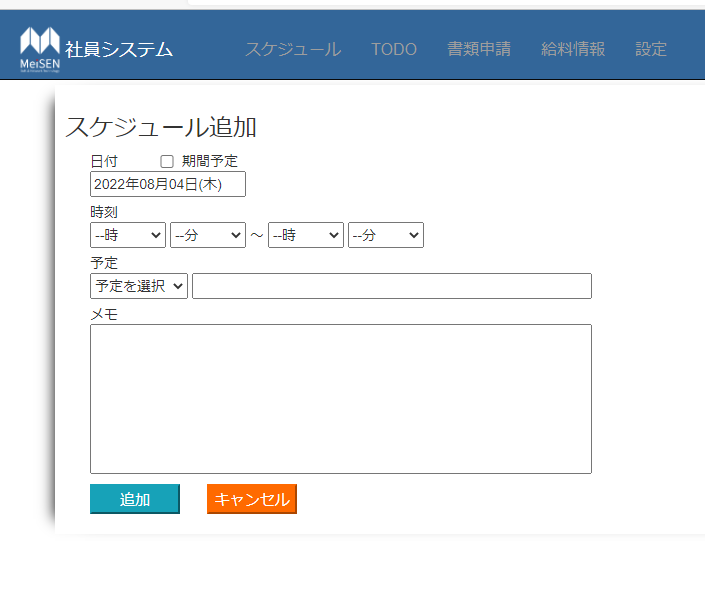 MerSEN 社員システム スケジュール TODO 書類申請 給料情報 設定
スケジュール追加
日付 期間予定
2022年08月04日(木)
時刻
--時 --分 ～ --時 --分
予定
予定を選択
メモ
追加 キャンセル